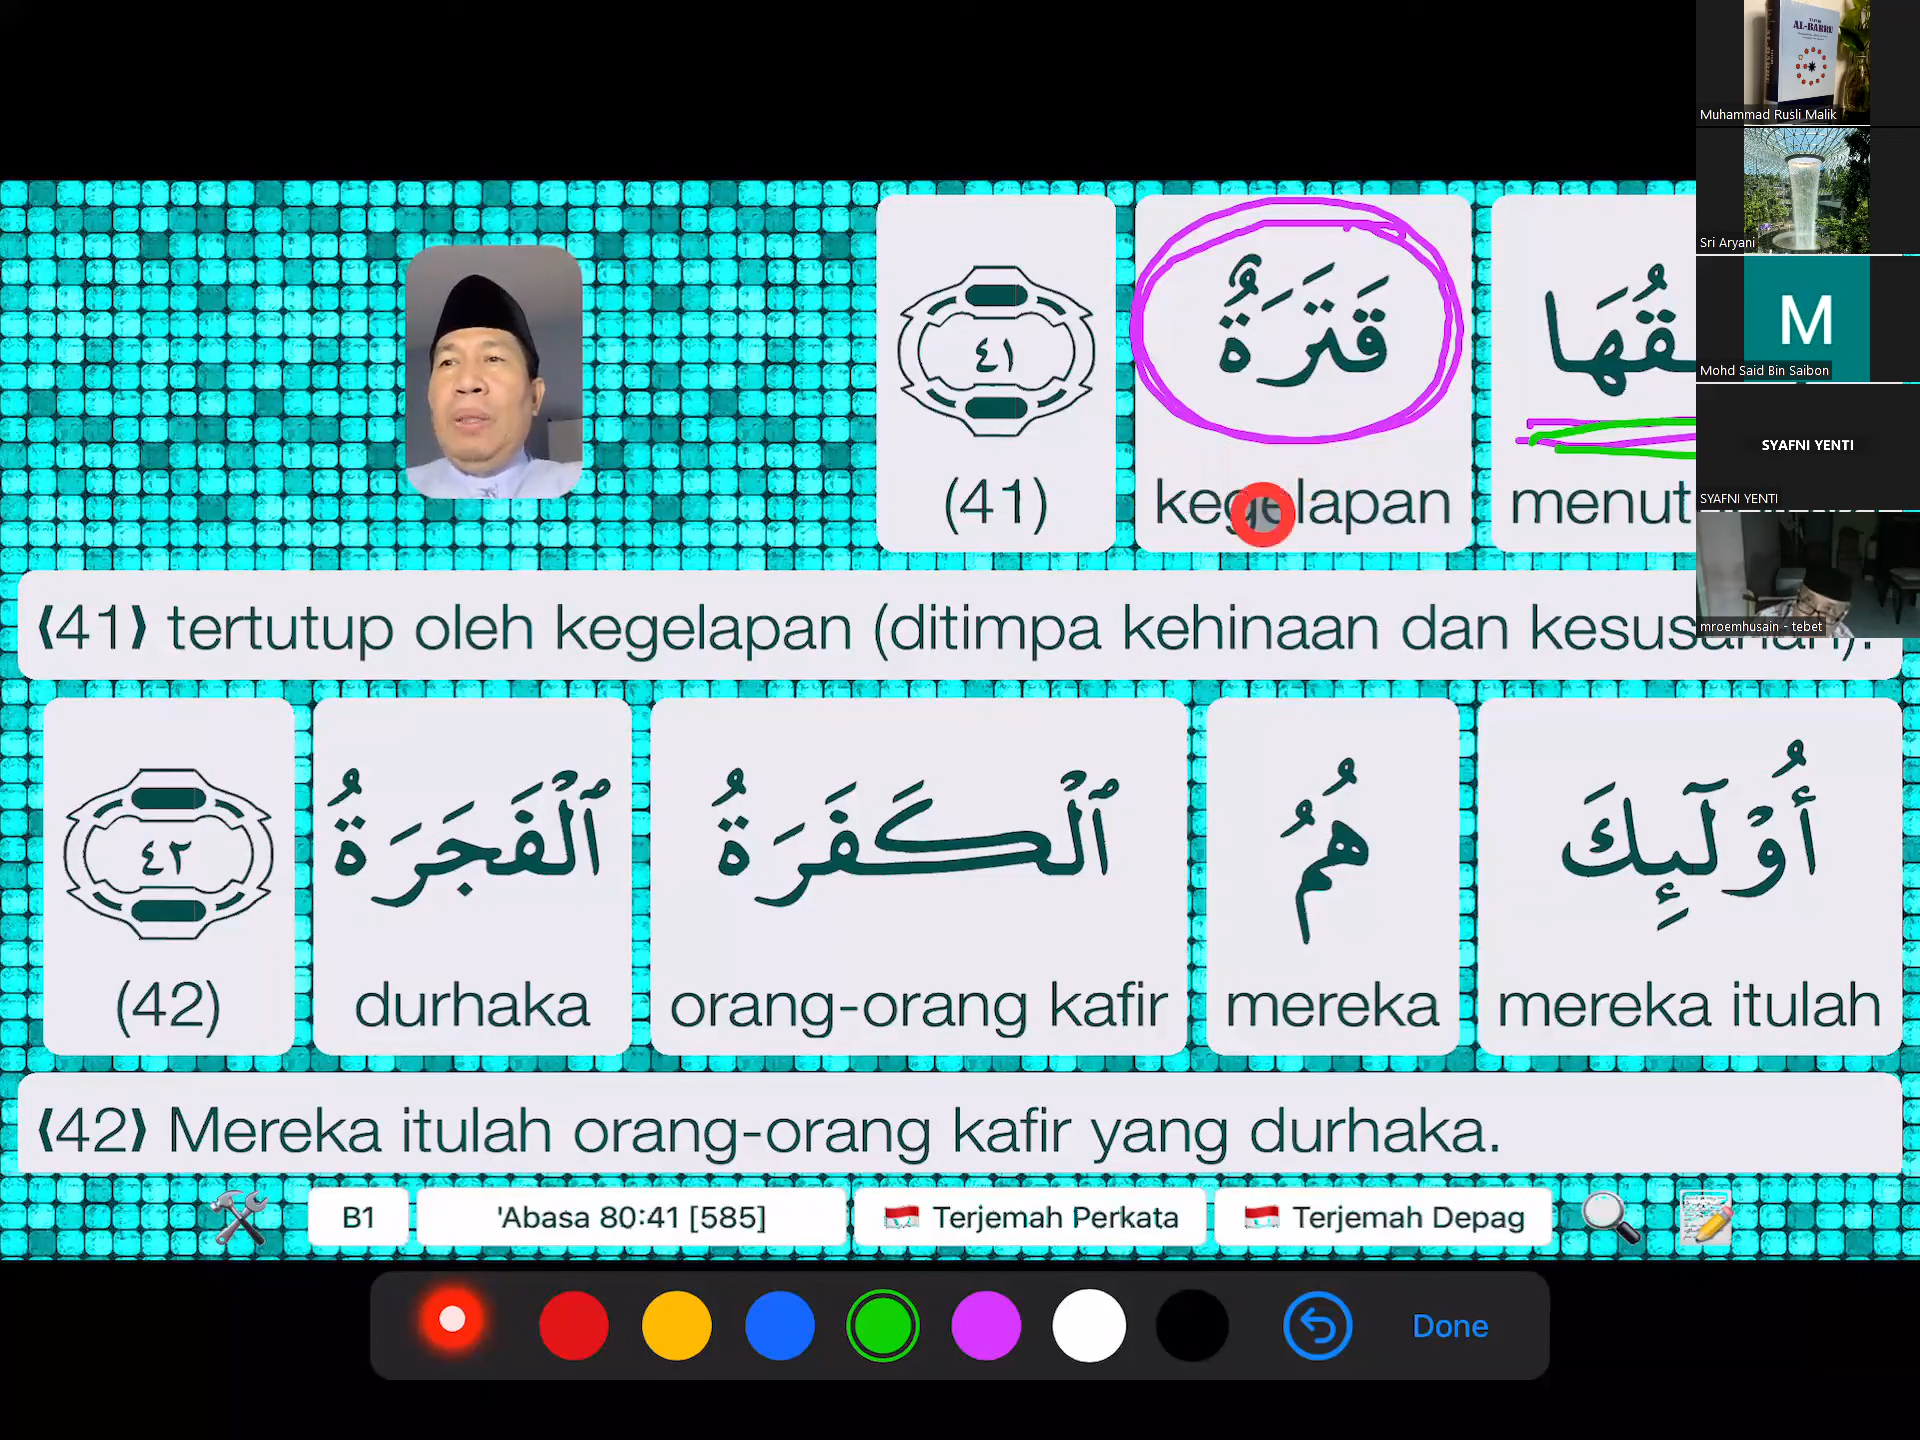 AL-BARRU
Muhammad Rusli Malik
Sri Aryani
M
Mohd Said Bin Saibon
SYAFNI YENTI
SYAFNI YENTI
mroemhusain - tebet
قَتَرَةٌ ٤١
(41) kegelapan menut
(41) tertutup oleh kegelapan (ditimpa kehinaan dan
أُو۟لَـٰٓئِكَ هُمُ ٱلْكَفَرَةُ ٱلْفَجَرَةُ ٤٢
(42) durhaka orang-orang kafir mereka mereka itulah
(42) Mereka itulah orang-orang kafir yang durhaka.
B1 'Abasa 80:41 [585] Terjemah Perkata Terjemah Depag
Done